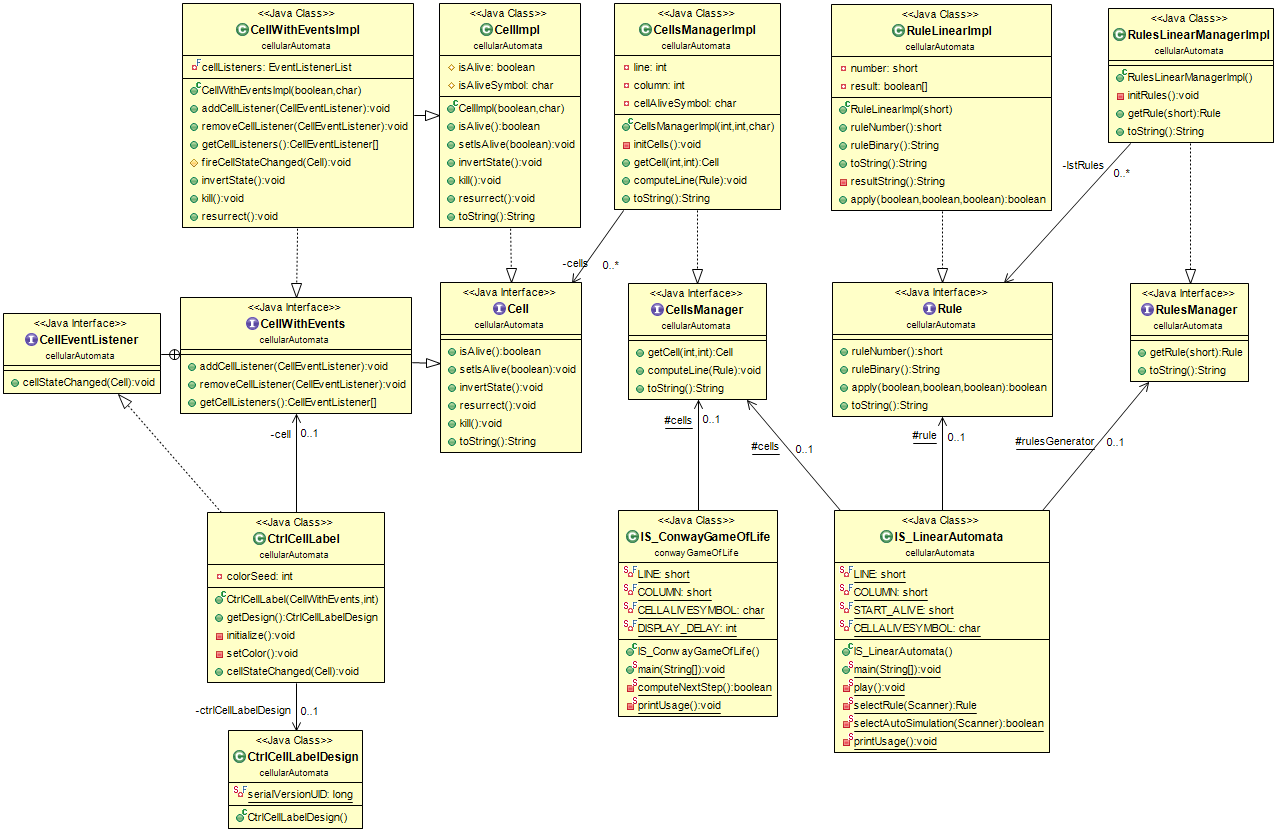 <<Java Class>>
CellWithEventsImpl
cellularAutomata
cellListeners: EventListenerList
CellWithEventsImpl(boolean,char)
addCellListener(CellEventListener):void
removeCellListener(CellEventListener):void
getCellListeners():CellEventListener[]
fireCellStateChanged(Cell):void
invertState():void
kill():void
resurrect():void
<<Java Class>>
CellImpl
cellularAutomata
isAlive: boolean
isAliveSymbol: char
CellImpl(boolean,char)
isAlive():boolean
setIsAlive(boolean):void
invertState():void
kill():void
resurrect():void
toString():String
<<Java Class>>
CellsManagerImpl
cellularAutomata
line: int
column: int
cellAliveSymbol: char
CellsManagerImpl(int,int,char)
initCells():void
getCell(int,int):Cell
computeLine(Rule):void
toString():String
<<Java Class>>
RuleLinearImpl
cellularAutomata
number: short
result: boolean[]
RuleLinearImpl(short)
ruleNumber():short
ruleBinary():String
toString():String
resultString():String
apply(boolean,boolean,boolean):boolean
<<Java Class>>
RulesLinearManagerImpl
cellularAutomata
RulesLinearManagerImpl()
initRules():void
getRule(short):Rule
toString():String
-lstRules
0..*
-cells
0..*
<<Java Interface>>
CellEventListener
cellularAutomata
cellStateChanged(Cell):void
<<Java Interface>>
CellWithEvents
cellularAutomata
addCellListener(CellEventListener):void
removeCellListener(CellEventListener):void
getCellListeners():CellEventListener[]
<<Java Interface>>
Cell
cellularAutomata
isAlive():boolean
setIsAlive(boolean):void
invertState():void
resurrect():void
kill():void
toString():String
<<Java Interface>>
CellsManager
cellularAutomata
getCell(int,int):Cell
computeLine(Rule):void
toString():String
<<Java Interface>>
Rule
cellularAutomata
ruleNumber():short
ruleBinary():String
apply(boolean,boolean,boolean):boolean
toString():String
<<Java Interface>>
RulesManager
cellularAutomata
getRule(short):Rule
toString():String
-cell
0..1
#cells
0..1
#cells
0..1
#rule
0..1
#rulesGenerator
0..1
<<Java Class>>
CtrlCellLabel
cellularAutomata
colorSeed: int
CtrlCellLabel(CellWithEvents,int)
getDesign():CtrlCellLabelDesign
initialize():void
setColor():void
cellStateChanged(Cell):void
<<Java Class>>
IS_ConwayGameOfLife
conwayGameOfLife
LINE: short
COLUMN: short
CELLALIVESYMBOL: char
DISPLAY_DELAY: int
IS_ConwayGameOfLife()
main(String[]):void
computeNextStep():boolean
printUsage():void
<<Java Class>>
IS_LinearAutomata
cellularAutomata
LINE: short
COLUMN: short
START_ALIVE: short
CELLALIVESYMBOL: char
IS_LinearAutomata()
main(String[]):void
play():void
selectRule(Scanner):Rule
selectAutoSimulation(Scanner):boolean
printUsage():void
-ctrlCellLabelDesign
0..1
<<Java Class>>
CtrlCellLabelDesign
cellularAutomata
serialVersionUID: long
CtrlCellLabelDesign()